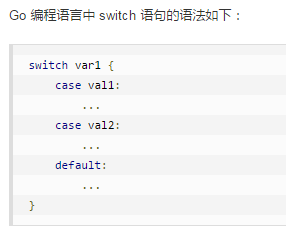 Go 编程语言中 switch 语句的语法如下：
switch var1 {
    case val1:
        ...
    case val2:
        ...
    default:
        ...
}